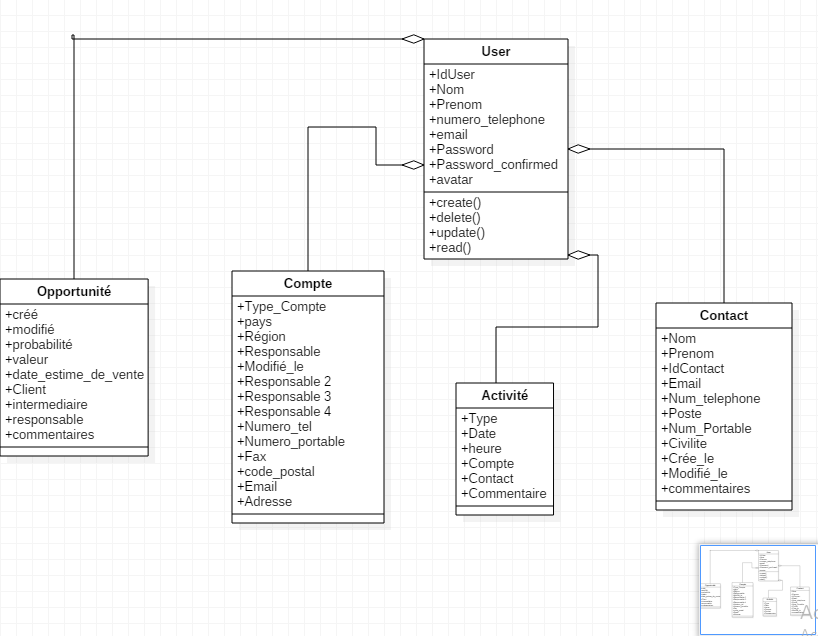 User
+IdUser
+Nom
+Prenom
+numero_telephone
+email
+Password
+Password_confirmed
+avatar
+create()
+delete()
+update()
+read()
Opportunité
+créé
+modifié
+probabilité
+valeur
+date_estime_de_vente
+Client
+intermediaire
+responsable
+commentaires
Compte
+Type_Compte
+pays
+Région
+Responsable
+Modifié_le
+Responsable 2
+Responsable 3
+Responsable 4
+Numero_tel
+Numero_portable
+Fax
+code_postal
+Email
+Adresse
Activité
+Type
+Date
+heure
+Compte
+Contact
+Commentaire
Contact
+Nom
+Prenom
+IdContact
+Email
+Num_telephone
+Poste
+Num_Portable
+Civilite
+Crée_le
+Modifié_le
+commentaires